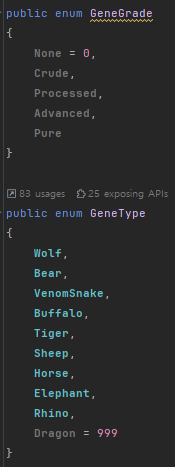 public enum GeneGrade
{
None = 0,
Crude,
Processed,
Advanced,
Pure
}
83 usages 25 exposing APIs
public enum GeneType
{
Wolf,
Bear,
VenomSnake,
Buffalo,
Tiger,
Sheep,
Horse,
Elephant,
Rhino,
Dragon = 999
}